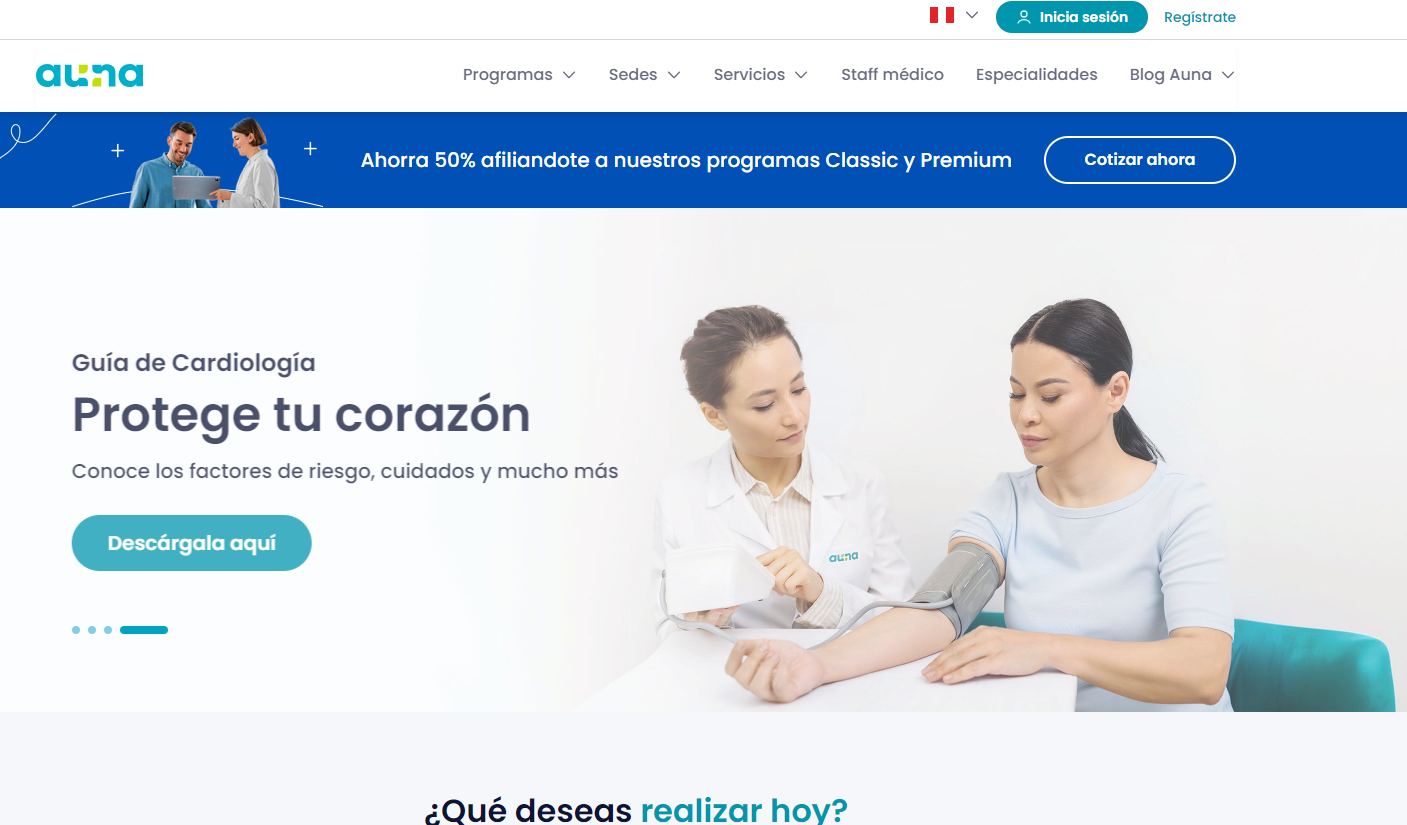 Inicia sesión
Regístrate
auna
Programas
Sedes
Servicios
Staff médico
Especialidades
Blog Auna
Ahorra 50% afiliandote a nuestros programas Classic y Premium
Cotizar ahora
Guía de Cardiología
Protege tu corazón
Conoce los factores de riesgo, cuidados y mucho más
Descárgala aquí
auna
¿Qué deseas realizar hoy?